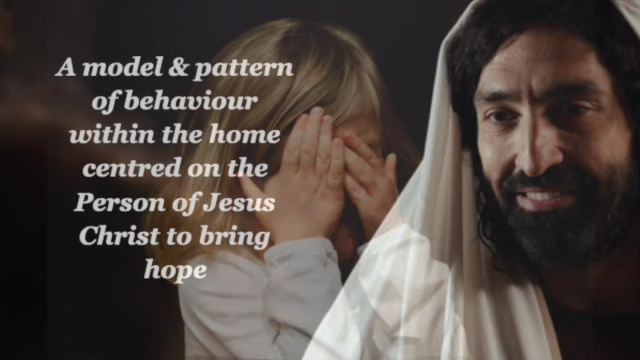 A model & pattern
of behaviour
within the home
centred on the
Person of Jesus
Christ to bring
hope